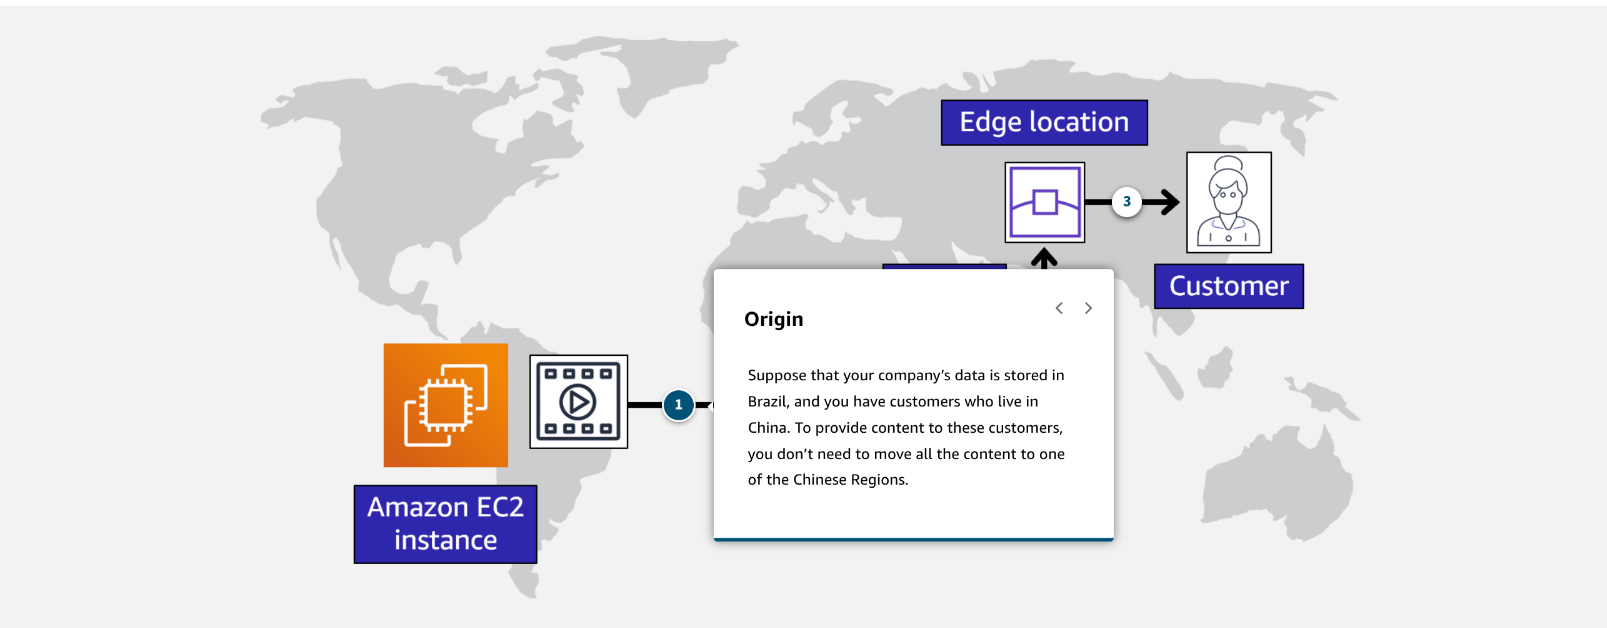 Edge location
3
Customer
Origin
Suppose that your company’s data is stored in
Brazil, and you have customers who live in
China. To provide content to these customers,
you don’t need to move all the content to one
of the Chinese Regions.
1
Amazon EC2
instance